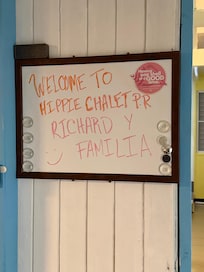 WELCOME TO
HIPPIE CHALET PR
RICHARD Y
FAMILIA